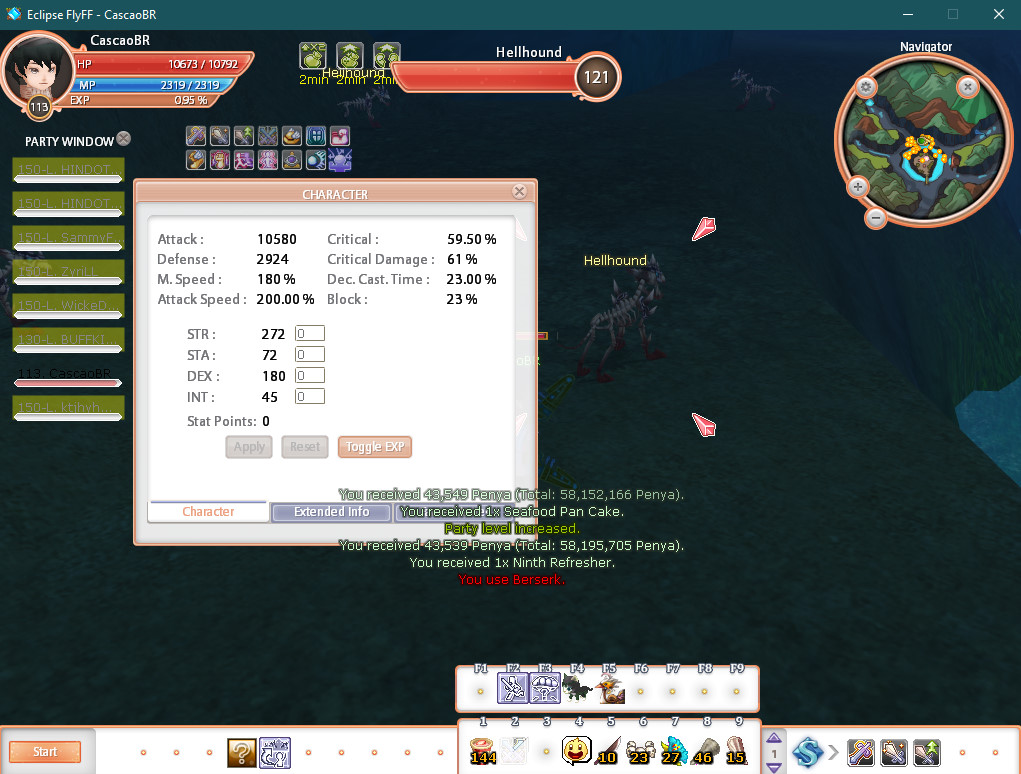 Eclipse FlyFF - CascaoBR
CascaoBR
HP 10673 / 10792
MP 2319 / 2319
EXP 0.95 %
113
2min 2min 2min
Hellhound
Hellhound
121
Navigator
PARTY WINDOW
150-L. HINDOT...
150-L. HINDOT...
150-L. SammyF...
150-L. ZyriLL
150-L. WickeD...
130-L. BUFFKI...
113. CascaoBR
150-L. ktihyh...
CHARACTER
Attack : 10580 Critical : 59.50 %
Defense : 2924 Critical Damage : 61 %
M. Speed : 180 % Dec. Cast. Time : 23.00 %
Attack Speed : 200.00 % Block : 23 %
STR : 272 0
STA : 72 0
DEX : 180 0
INT : 45 0
Stat Points: 0
Apply Reset Toggle EXP
Character Extended Info
Hellhound
You received 43,549 Penya (Total: 58,152,166 Penya).
You received 1x Seafood Pan Cake.
Party level increased.
You received 43,539 Penya (Total: 58,195,705 Penya).
You received 1x Ninth Refresher.
You use Berserk.
F1 F2 F3 F4 F5 F6 F7 F8 F9
1 2 3 4 5 6 7 8 9
144 10 23 27 46 15
1
Start